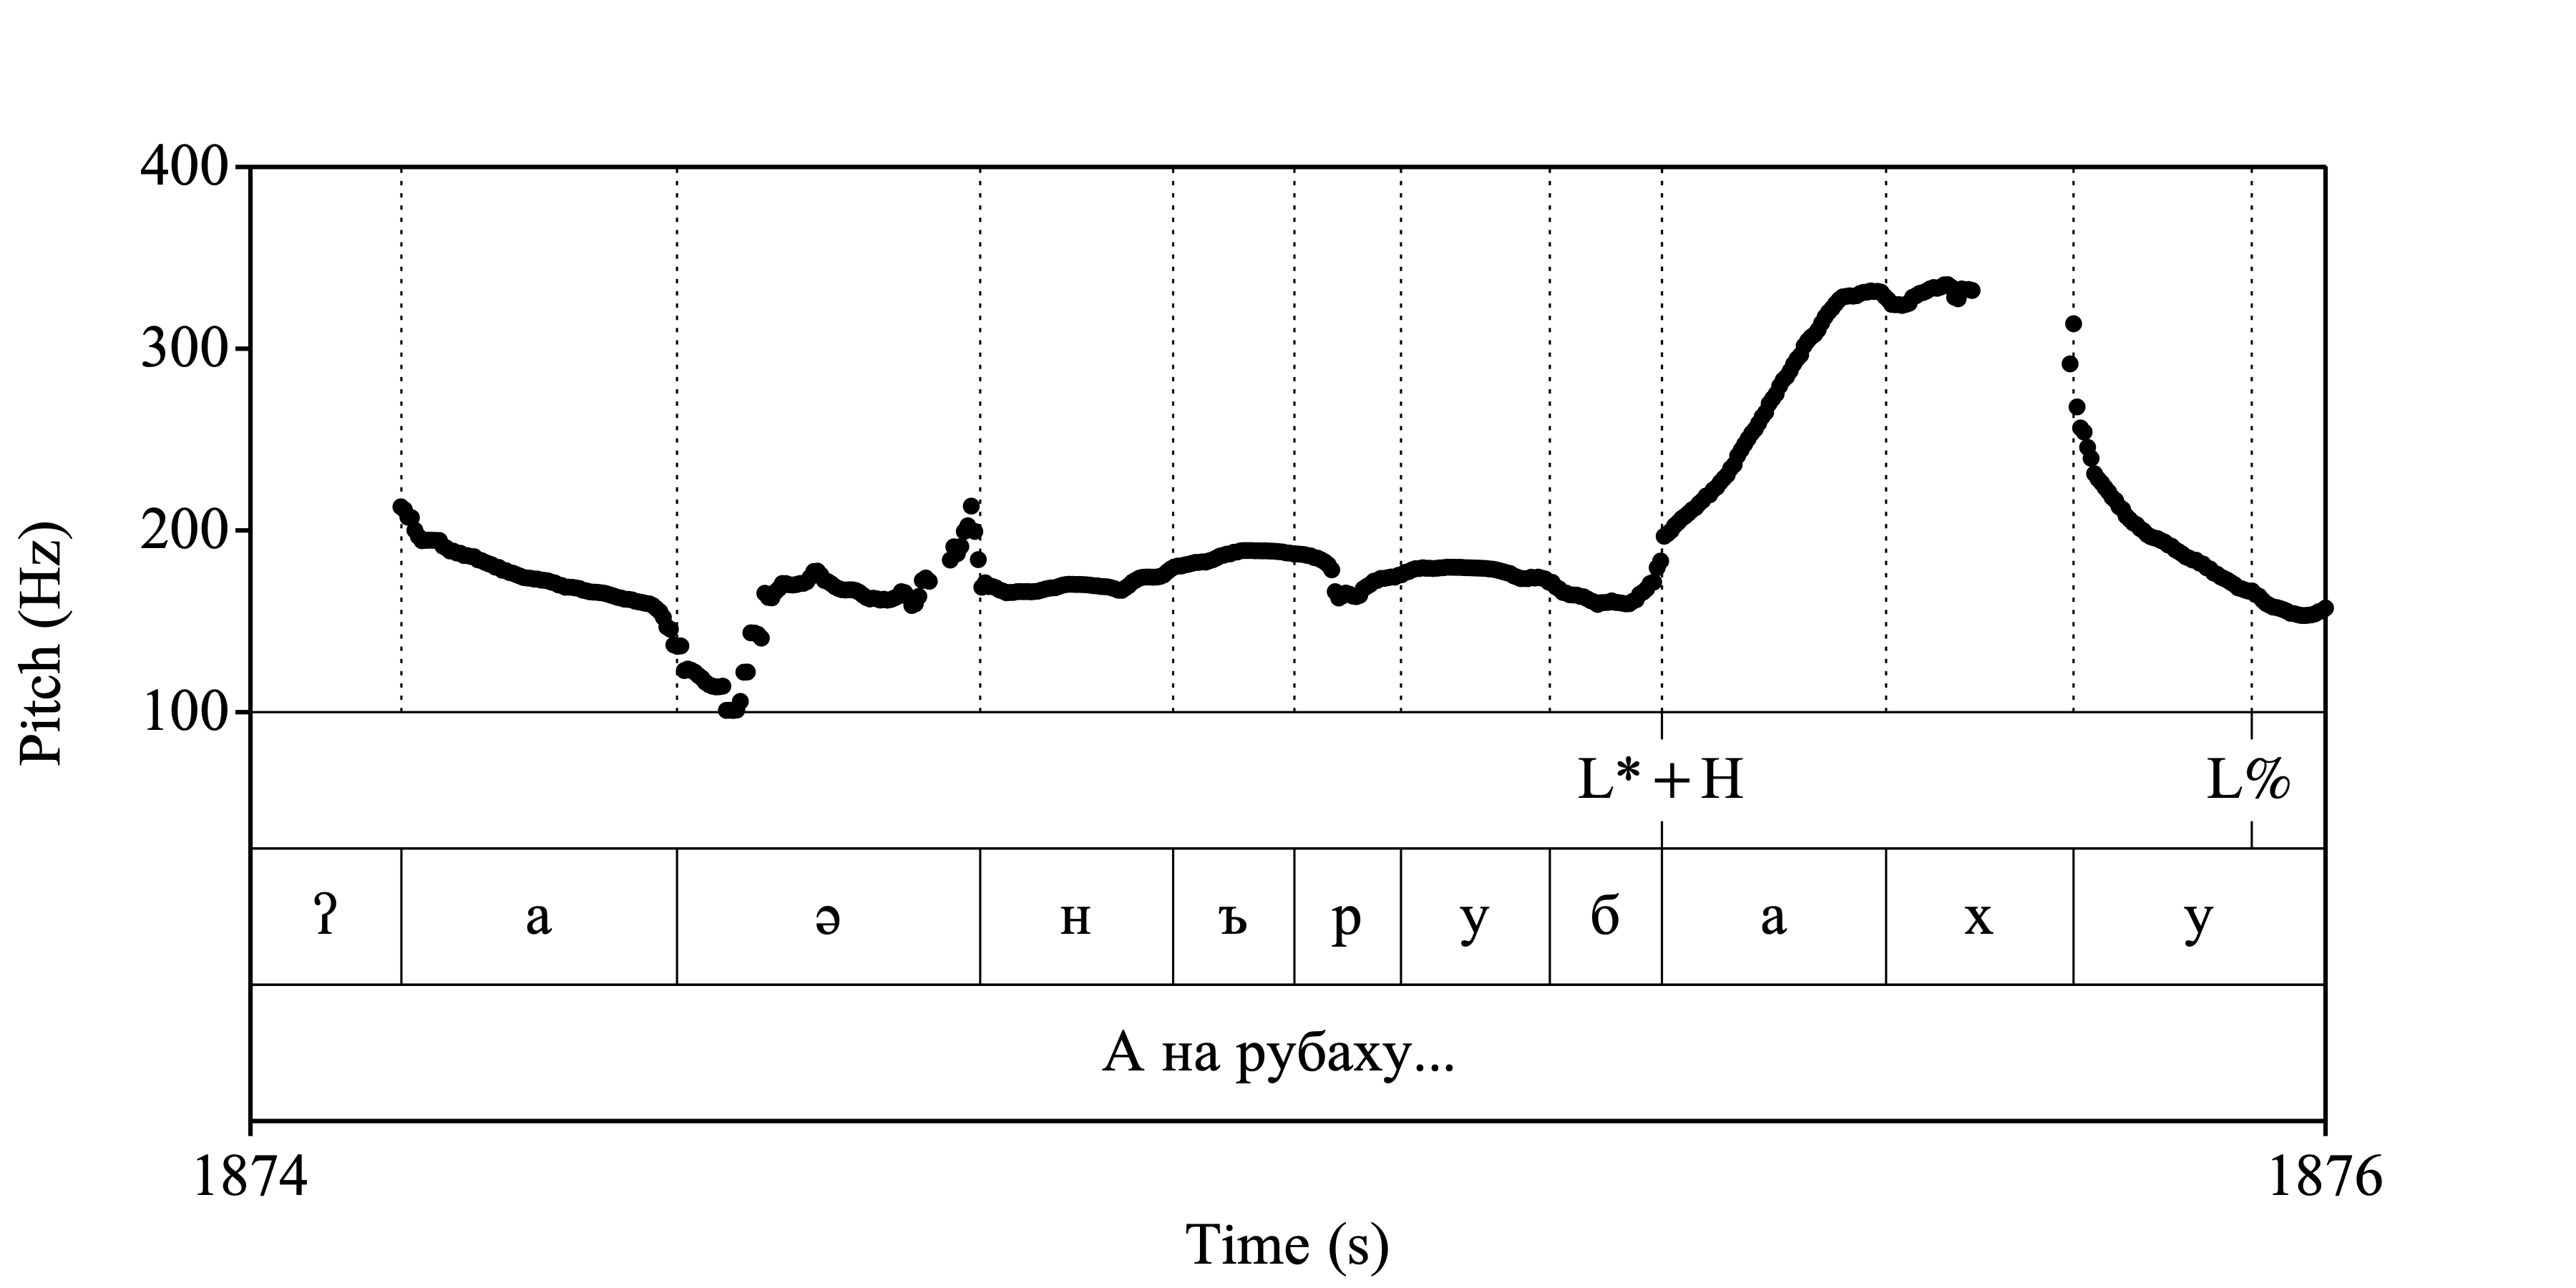 400
300
200
100
Pitch (Hz)
L*+H L%
ʔ а ə н ъ р у б а х у
А на рубаху...
1874 1876
Time (s)